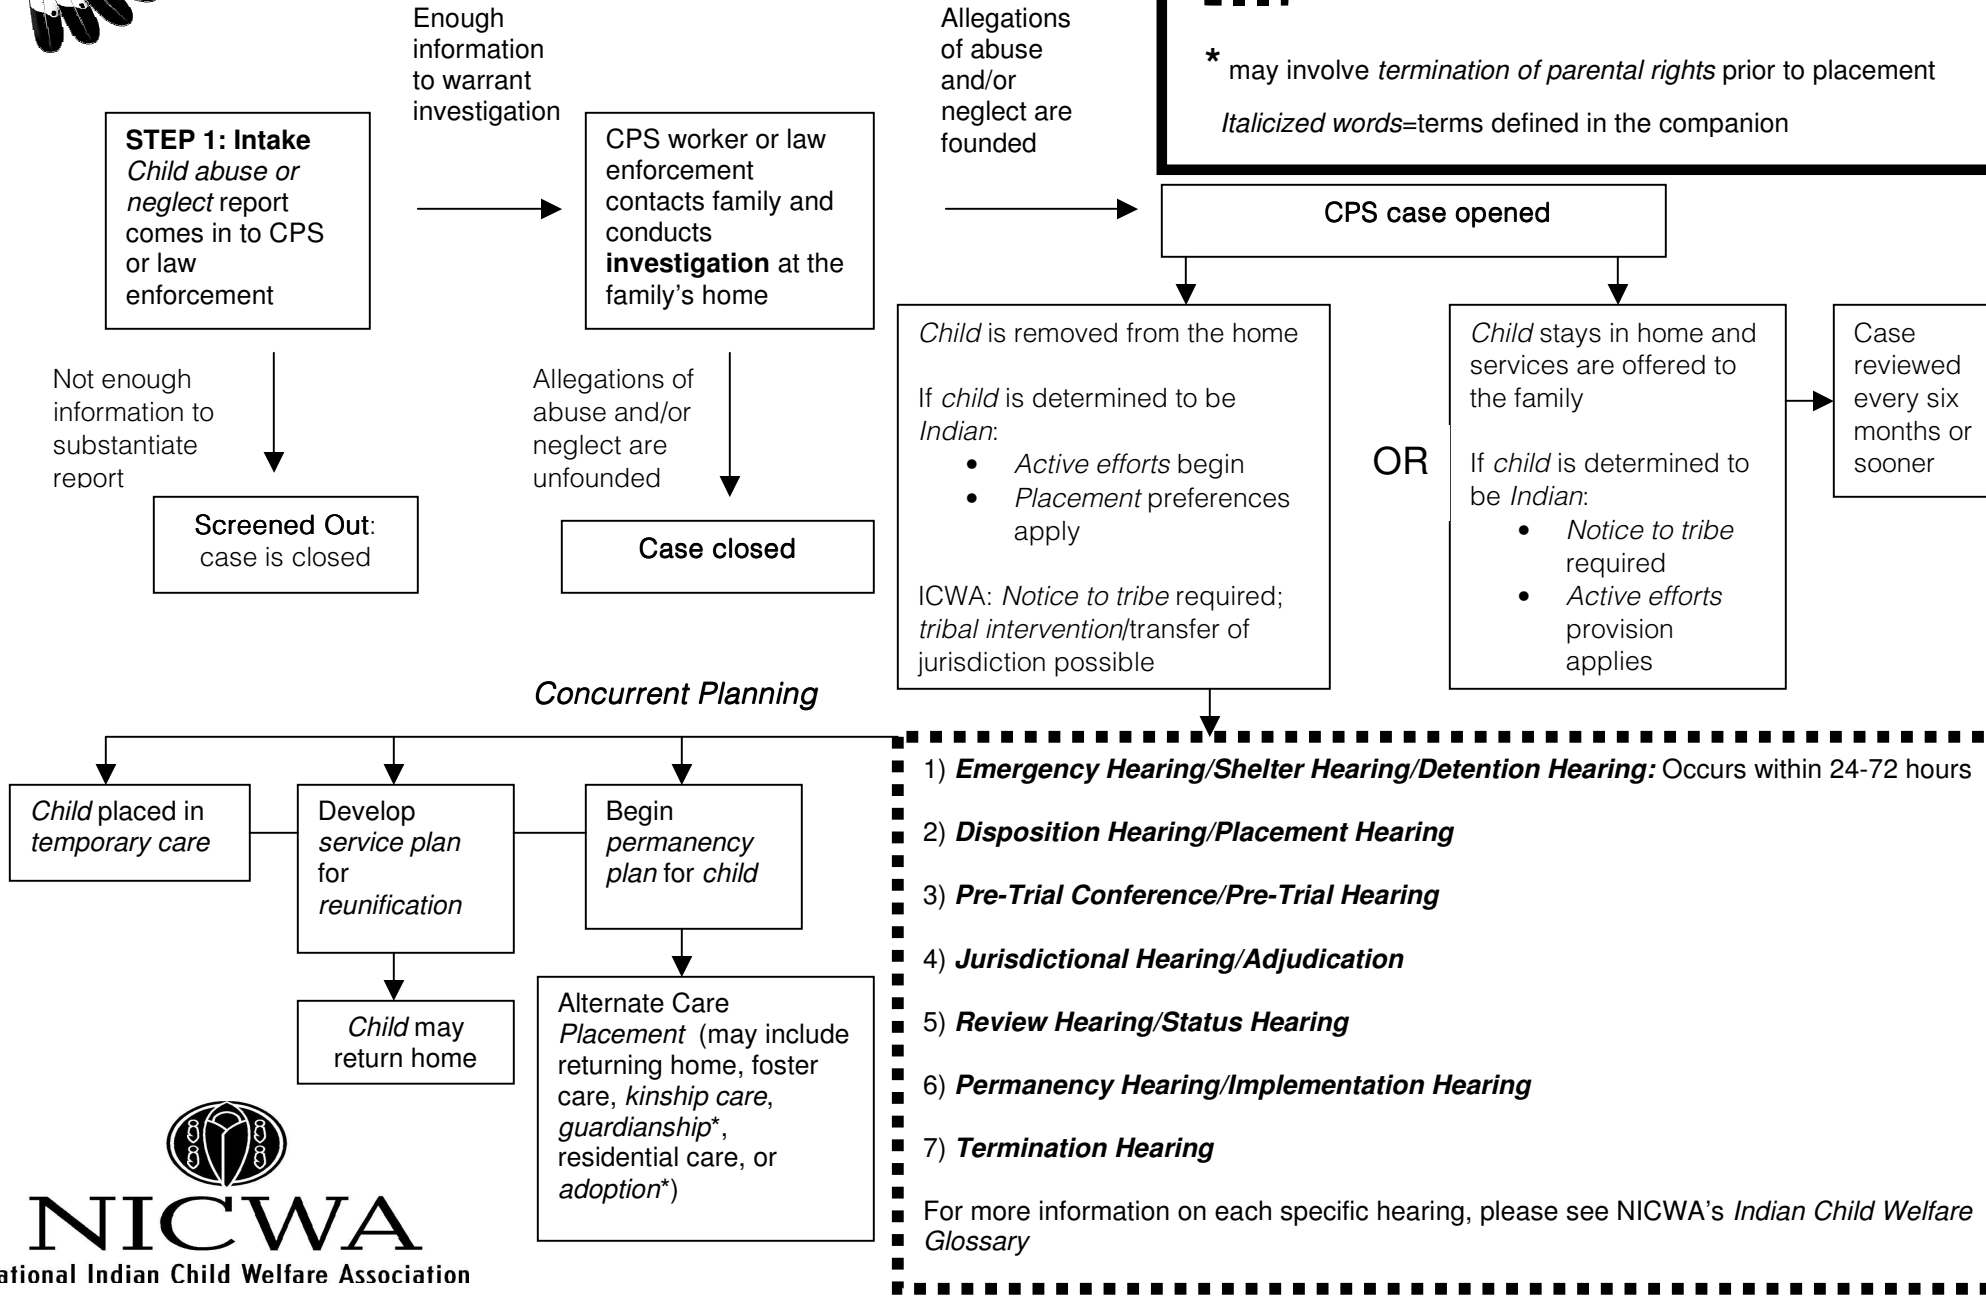 Enough
information
to warrant
investigation
Allegations
of abuse
and/or
neglect are
founded
* may involve termination of parental rights prior to placement
Italicized words=terms defined in the companion
STEP 1: Intake
Child abuse or
neglect report
comes in to CPS
or law
enforcement
CPS worker or law
enforcement
contacts family and
conducts
investigation at the
family's home
CPS case opened
Not enough
information to
substantiate
report
Allegations of
abuse and/or
neglect are
unfounded
Screened Out:
case is closed
Case closed
Child is removed from the home
If child is determined to be
Indian:
• Active efforts begin
• Placement preferences
apply
ICWA: Notice to tribe required;
tribal intervention/transfer of
jurisdiction possible
OR
Child stays in home and
services are offered to
the family
If child is determined to
be Indian:
• Notice to tribe
required
• Active efforts
provision
applies
Case
reviewed
every six
months or
sooner
Concurrent Planning
Child placed in
temporary care
Develop
service plan
for
reunification
Begin
permanency
plan for child
Child may
return home
Alternate Care
Placement (may include
returning home, foster
care, kinship care,
guardianship*,
residential care, or
adoption*)
1) Emergency Hearing/Shelter Hearing/Detention Hearing: Occurs within 24-72 hours
2) Disposition Hearing/Placement Hearing
3) Pre-Trial Conference/Pre-Trial Hearing
4) Jurisdictional Hearing/Adjudication
5) Review Hearing/Status Hearing
6) Permanency Hearing/Implementation Hearing
7) Termination Hearing
For more information on each specific hearing, please see NICWA's Indian Child Welfare
Glossary
NICWA
ational Indian Child Welfare Association